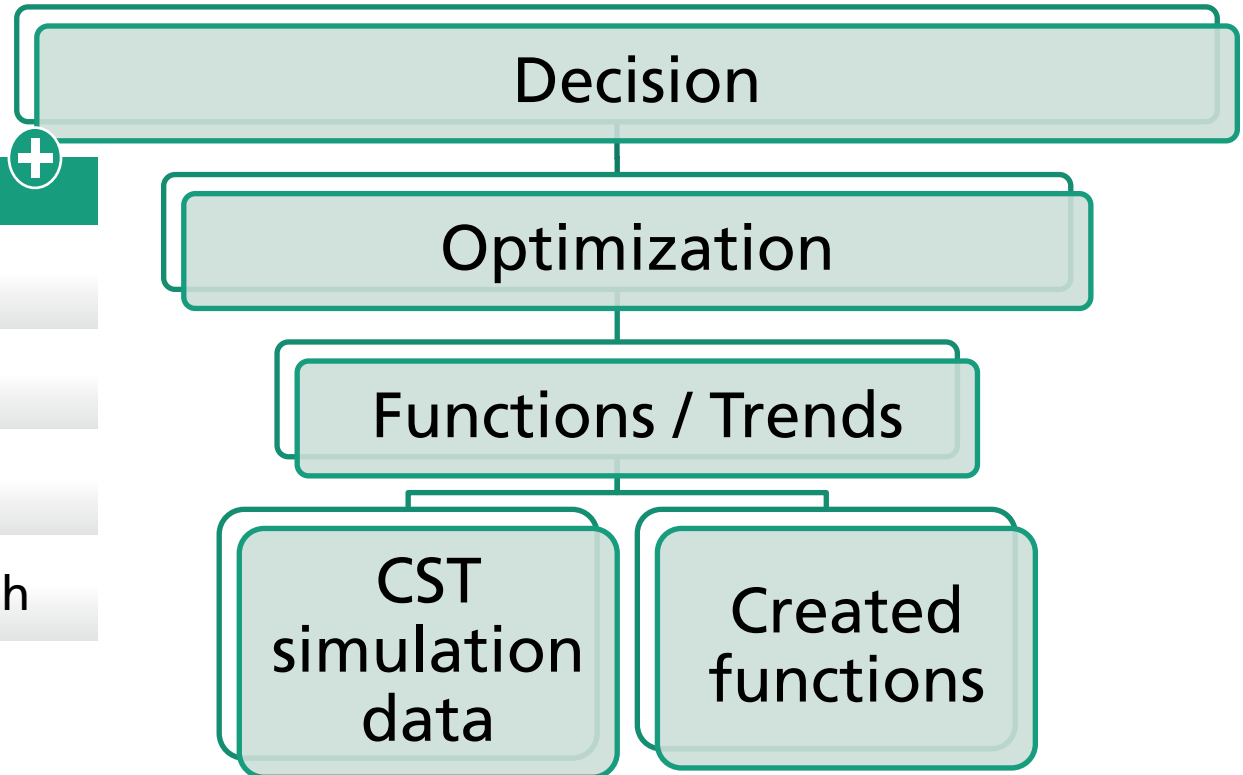 Decision
Optimization
Functions / Trends
h
CST
simulation
data
Created
functions